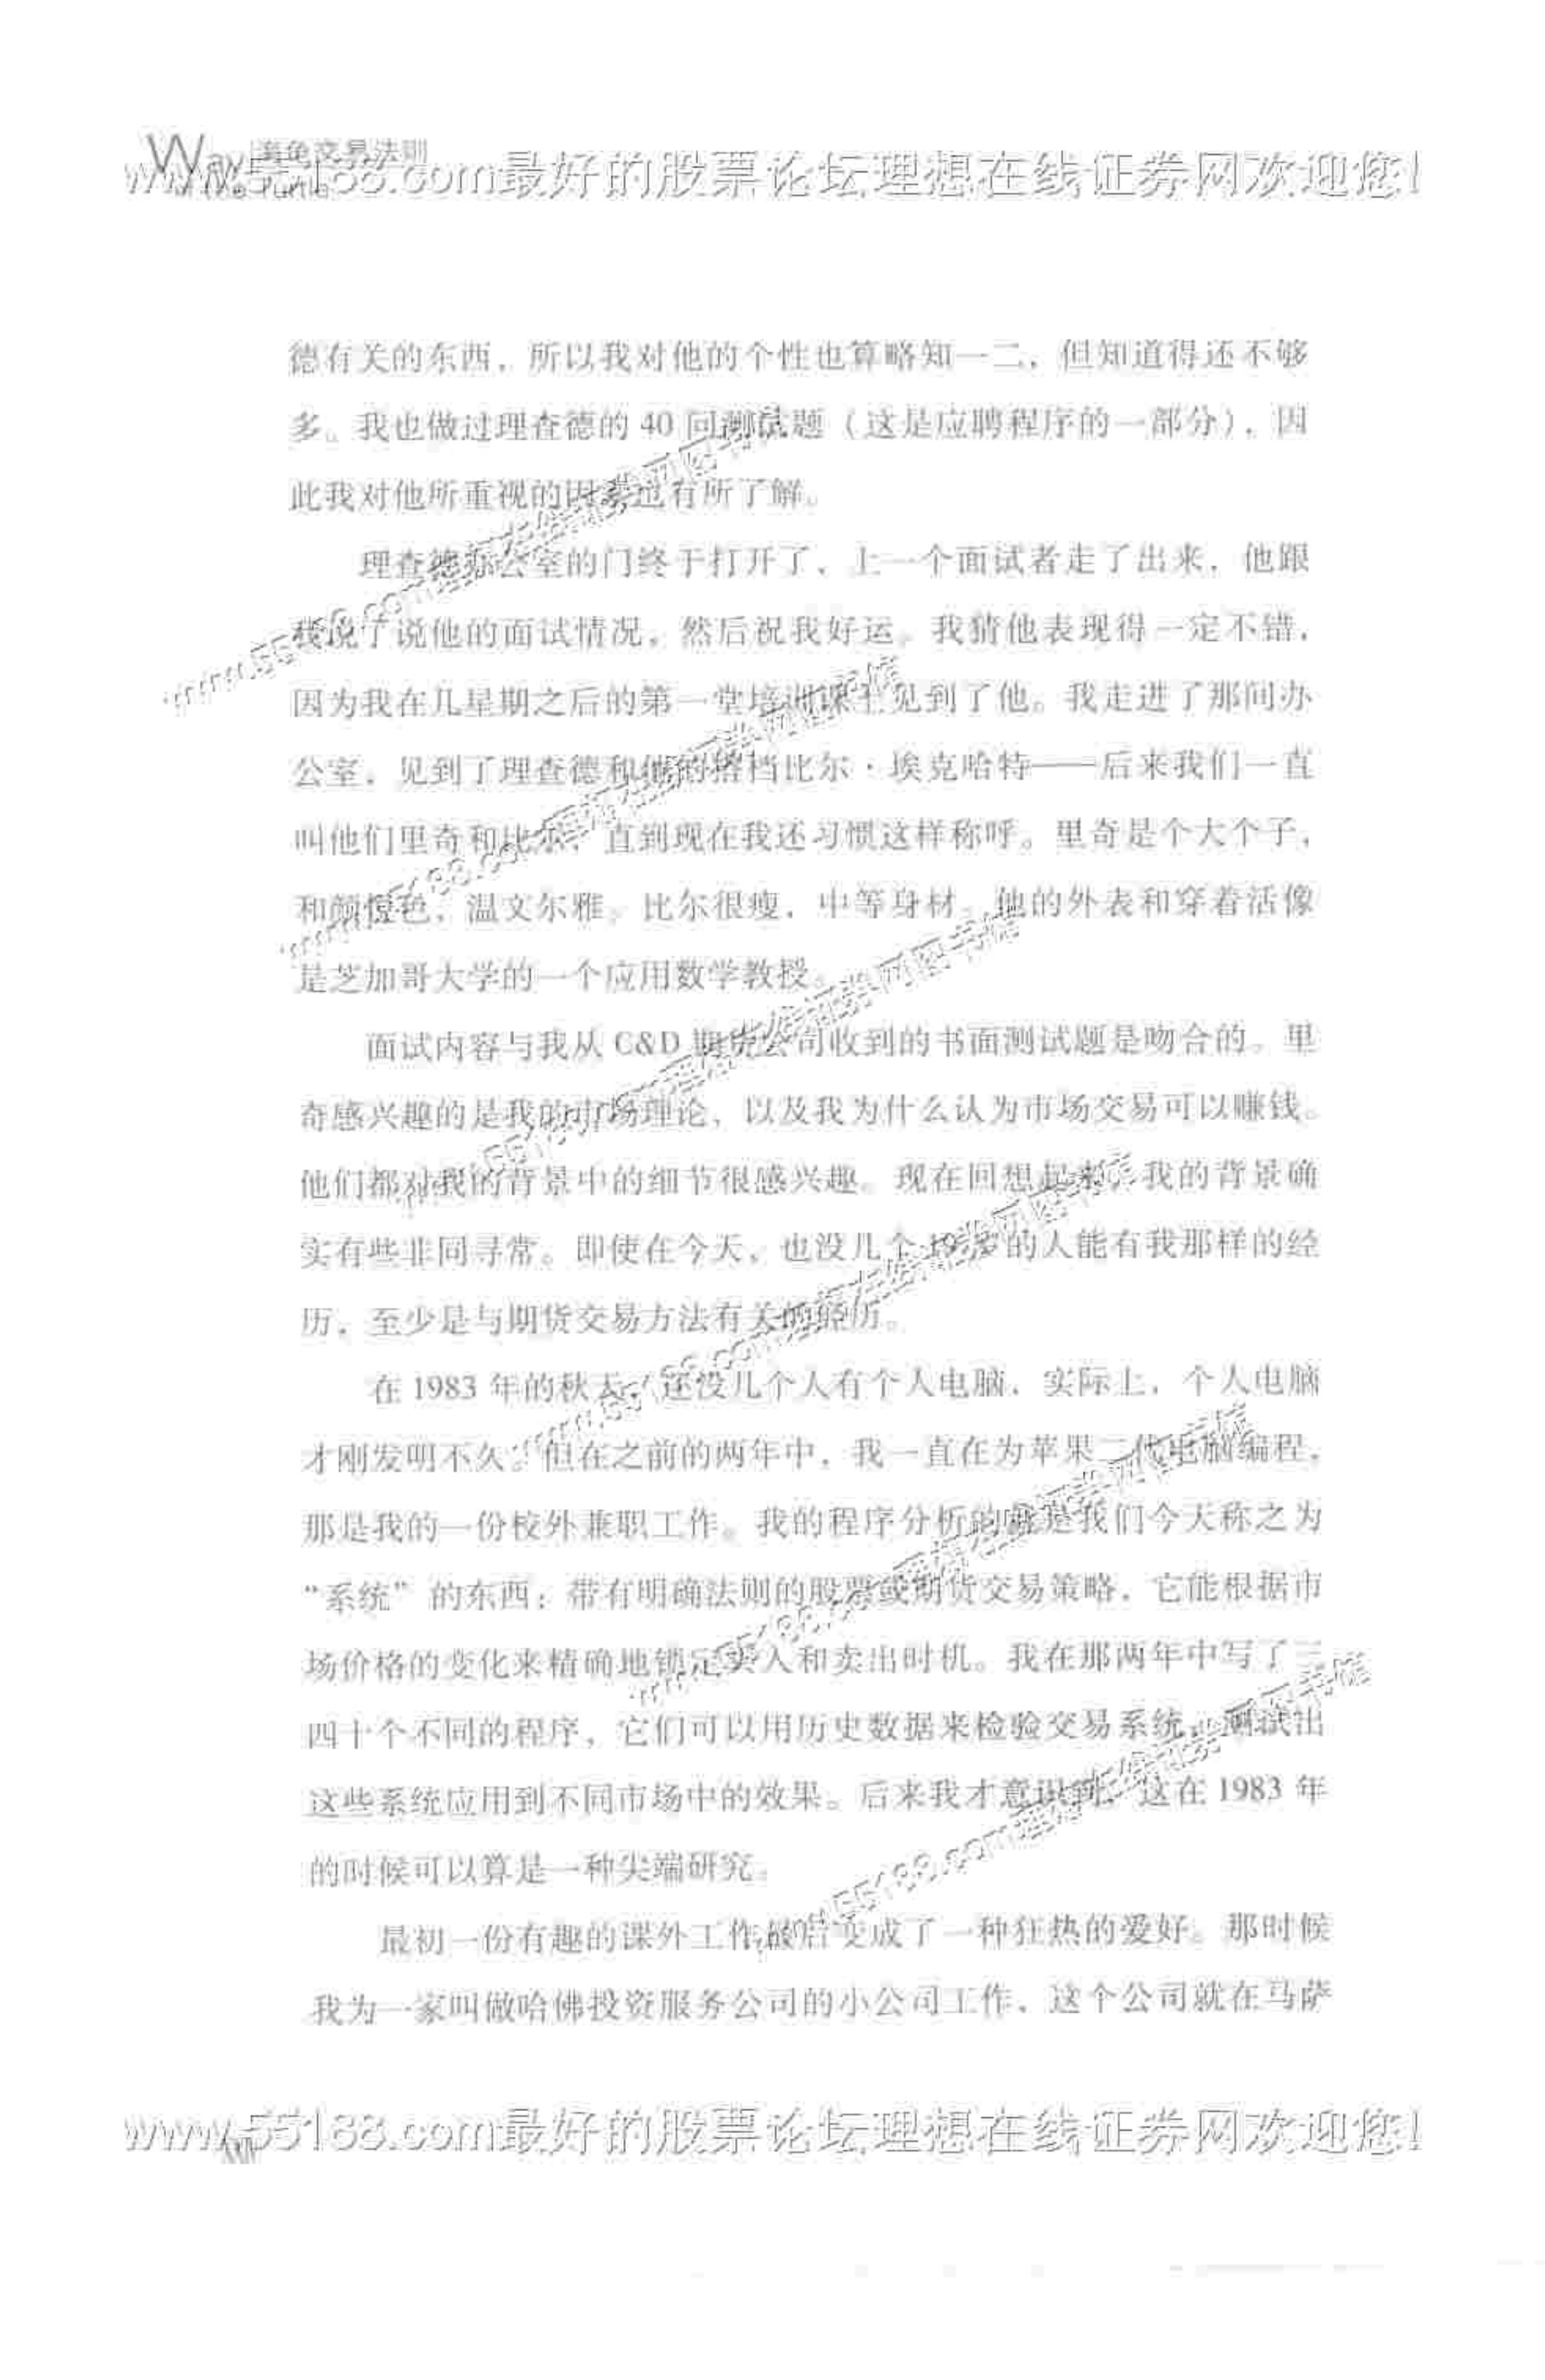 Way 海龟交易法则
www.55188.com最好的股票论坛理想在线证券网欢迎您!
德有关的东西，所以我对他的个性也算略知一二，但知道得还不够
多。我也做过理查德的 40 问测试题（这是应聘程序的一部分），因
此我对他所重视的因素也有所了解。
理查德办公室的门终于打开了，上一个面试者走了出来，他跟
我说了说他的面试情况，然后祝我好运。我猜他表现得一定不错，
因为我在几星期之后的第一堂培训课上见到了他。我走进了那间办
公室，见到了理查德和他的搭档比尔·埃克哈特——后来我们一直
叫他们里奇和比尔，直到现在我还习惯这样称呼。里奇是个大个子，
和颜悦色，温文尔雅。比尔很瘦，中等身材，他的外表和穿着活像
是芝加哥大学的一个应用数学教授。
面试内容与我从 C&D 期货公司收到的书面测试题是吻合的。里
奇感兴趣的是我的市场理论，以及我为什么认为市场交易可以赚钱。
他们都对我的背景中的细节很感兴趣。现在回想起来，我的背景确
实有些非同寻常。即使在今天，也没几个 19 岁的人能有我那样的经
历，至少是与期货交易方法有关的经历。
在 1983 年的秋天，还没几个人有个人电脑，实际上，个人电脑
才刚发明不久。但在之前的两年中，我一直在为苹果二代电脑编程，
那是我的一份校外兼职工作。我的程序分析的就是我们今天称之为
“系统”的东西：带有明确法则的股票或期货交易策略，它能根据市
场价格的变化来精确地锁定买入和卖出时机。我在那两年中写了三
四十个不同的程序，它们可以用历史数据来检验交易系统，测试出
这些系统应用到不同市场中的效果。后来我才意识到，这在 1983 年
的时候可以算是一种尖端研究。
最初一份有趣的课外工作最后变成了一种狂热的爱好。那时候
我为一家叫做哈佛投资服务公司的小公司工作，这个公司就在马萨
www.55188.com最好的股票论坛理想在线证券网欢迎您!